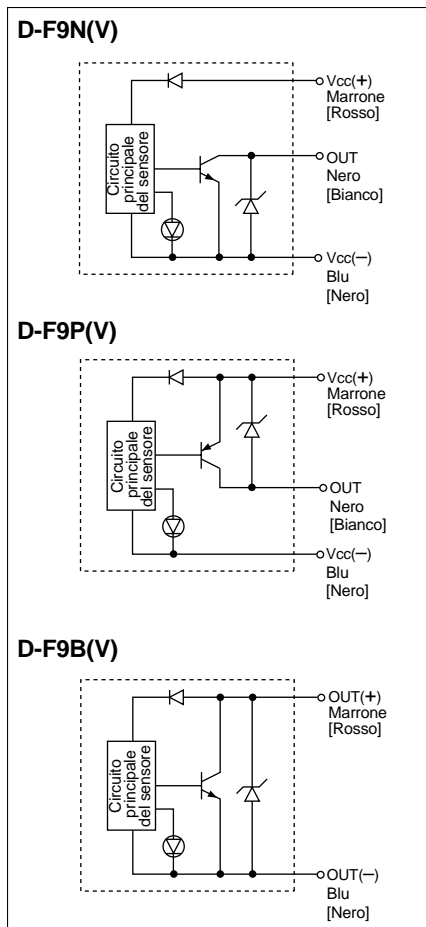 D-F9N(V)
Vcc(+)
Marrone
[Rosso]
Circuito
principale
del sensore
OUT
Nero
[Bianco]
Vcc(−)
Blu
[Nero]
D-F9P(V)
Vcc(+)
Marrone
[Rosso]
Circuito
principale
del sensore
OUT
Nero
[Bianco]
Vcc(−)
Blu
[Nero]
D-F9B(V)
OUT(+)
Marrone
[Rosso]
Circuito
principale
del sensore
OUT(−)
Blu
[Nero]